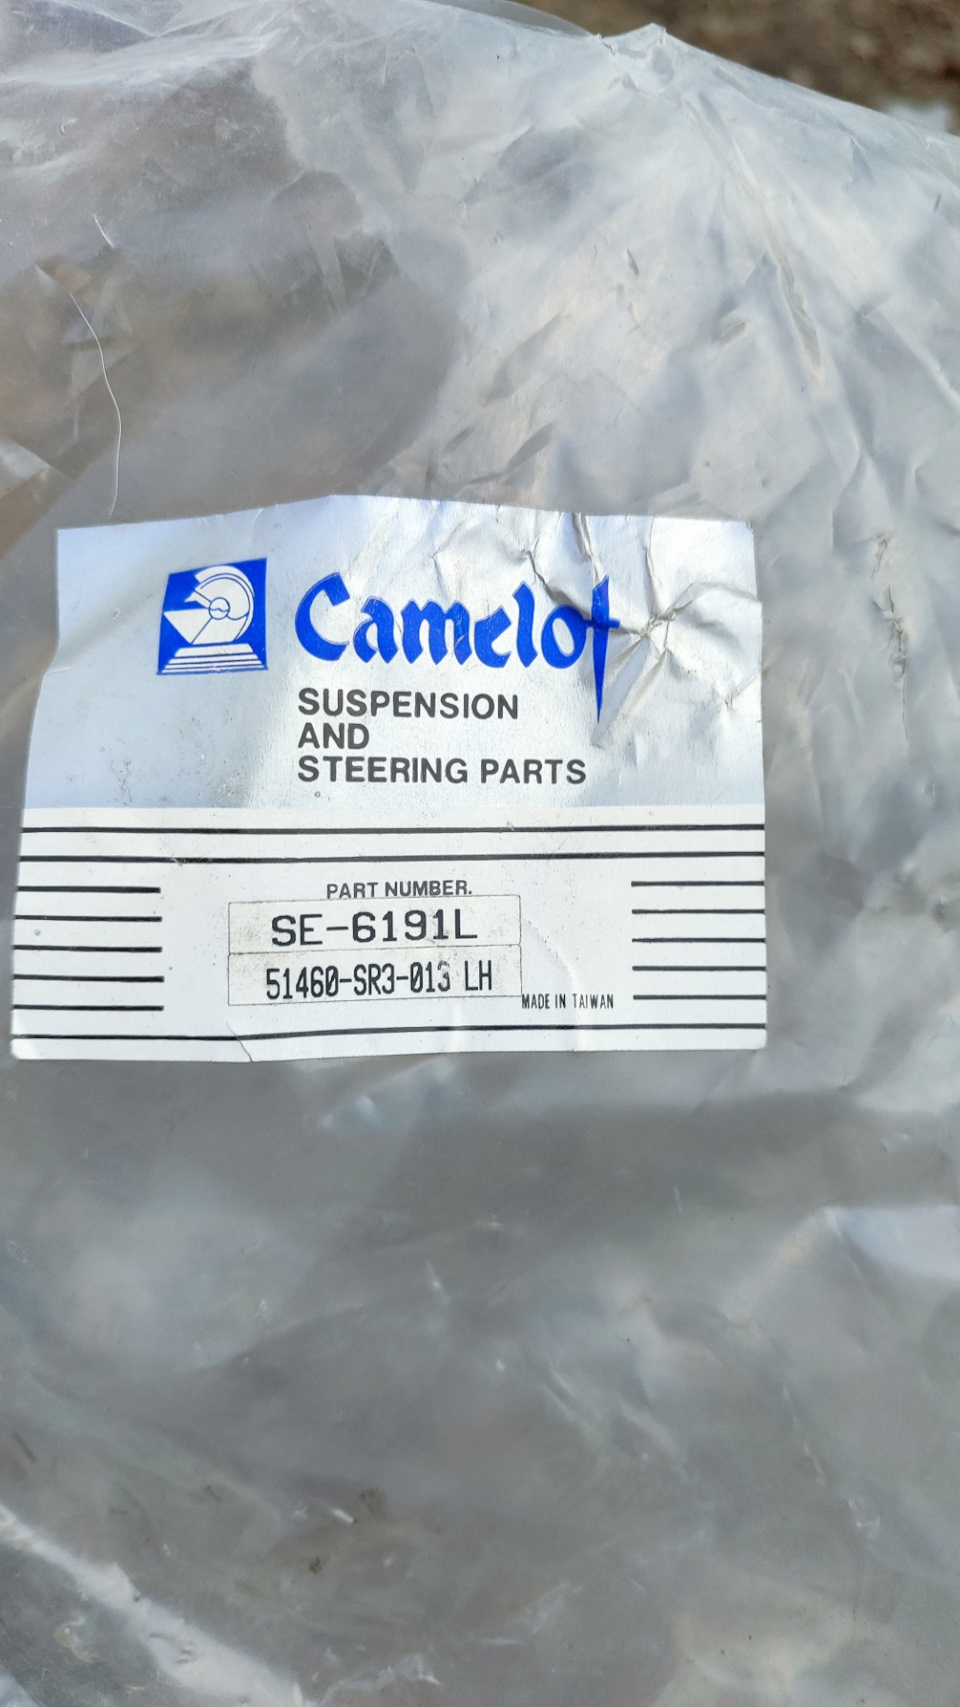 Camelot
SUSPENSION
AND
STEERING PARTS
PART NUMBER.
SE-6191L
51460-SR3-013 LH
MADE IN TAIWAN